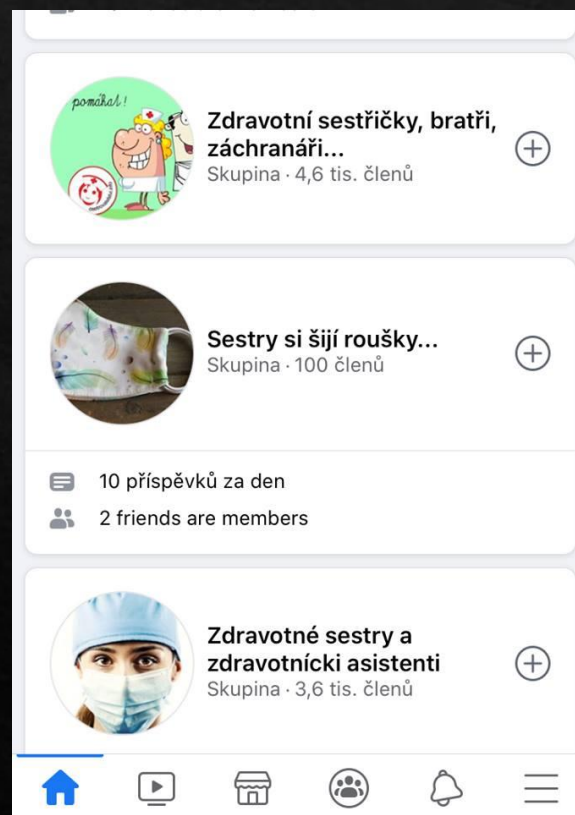 pomáhat!
Zdravotní sestřičky, bratři,
záchranáři...
Skupina · 4,6 tis. členů
Sestry si šijí roušky...
Skupina · 100 členů
10 příspěvků za den
2 friends are members
Zdravotné sestry a
zdravotnícki asistenti
Skupina · 3,6 tis. členů